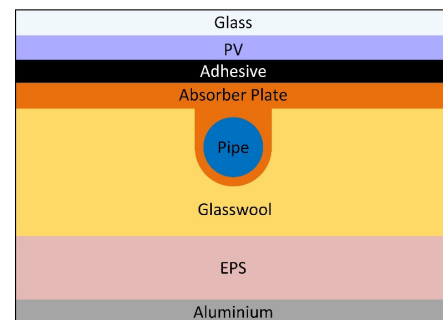 Glass
PV
Adhesive
Absorber Plate
Pipe
Glasswool
EPS
Aluminium